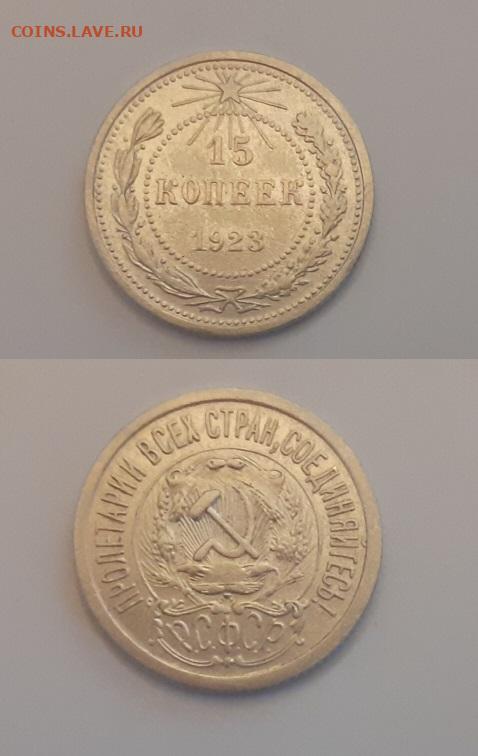 COINS.LAVE.RU
15
КОПЕЕК
1923
ПРОЛЕТАРИИ ВСЕХ СТРАН, СОЕДИНЯЙТЕСЬ!
Р.С.Ф.С.Р.